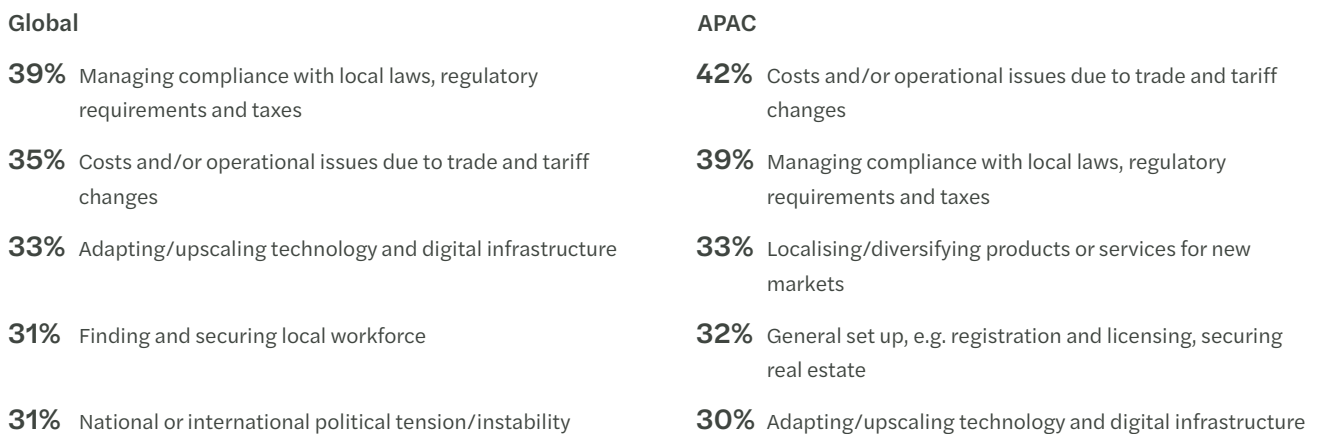 Global
39% Managing compliance with local laws, regulatory
requirements and taxes
35% Costs and/or operational issues due to trade and tariff
changes
33% Adapting/upscaling technology and digital infrastructure
31% Finding and securing local workforce
31% National or international political tension/instability
APAC
42% Costs and/or operational issues due to trade and tariff
changes
39% Managing compliance with local laws, regulatory
requirements and taxes
33% Localising/diversifying products or services for new
markets
32% General set up, e.g. registration and licensing, securing
real estate
30% Adapting/upscaling technology and digital infrastructure